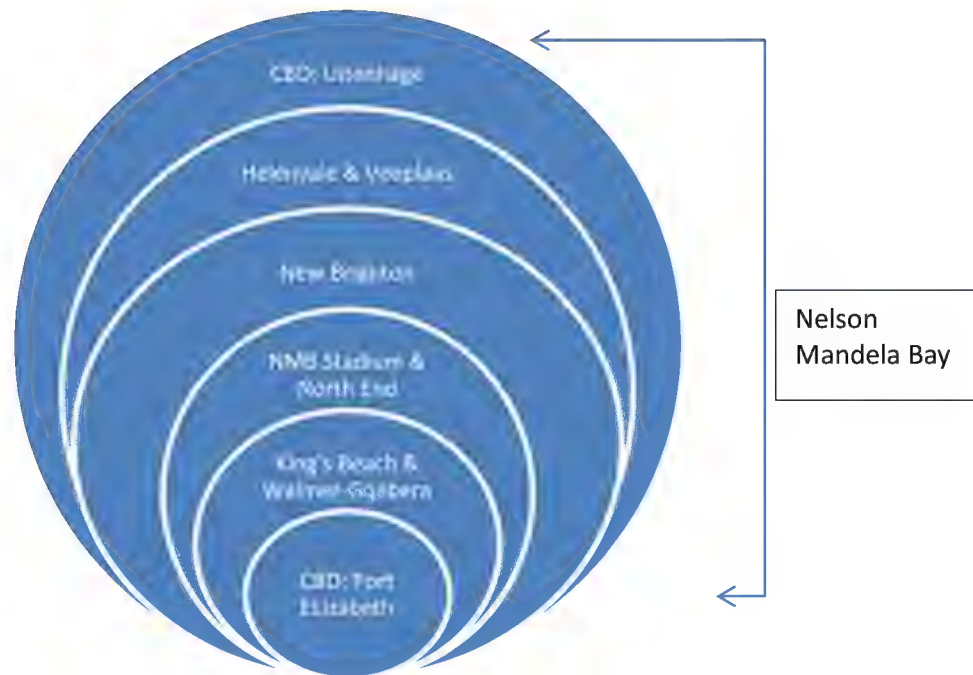 CBD: Uitenhage
Helenvale & Veeplaas
New Brighton
NMB Stadium &
North End
King's Beach &
Walmer-Gqebera
CBD: Port
Elizabeth
Nelson
Mandela Bay